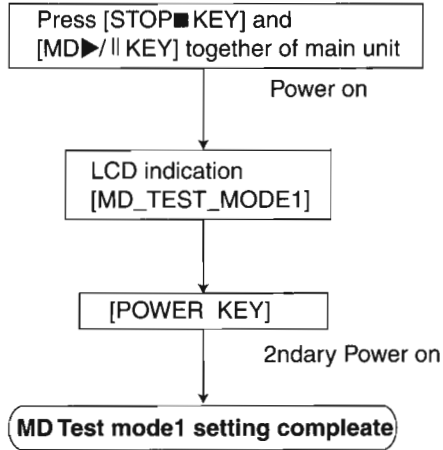 Press [STOP■ KEY] and
[MD▶/ || KEY] together of main unit
Power on
LCD indication
[MD_TEST_MODE1]
[POWER KEY]
2ndary Power on
MD Test mode1 setting compleate